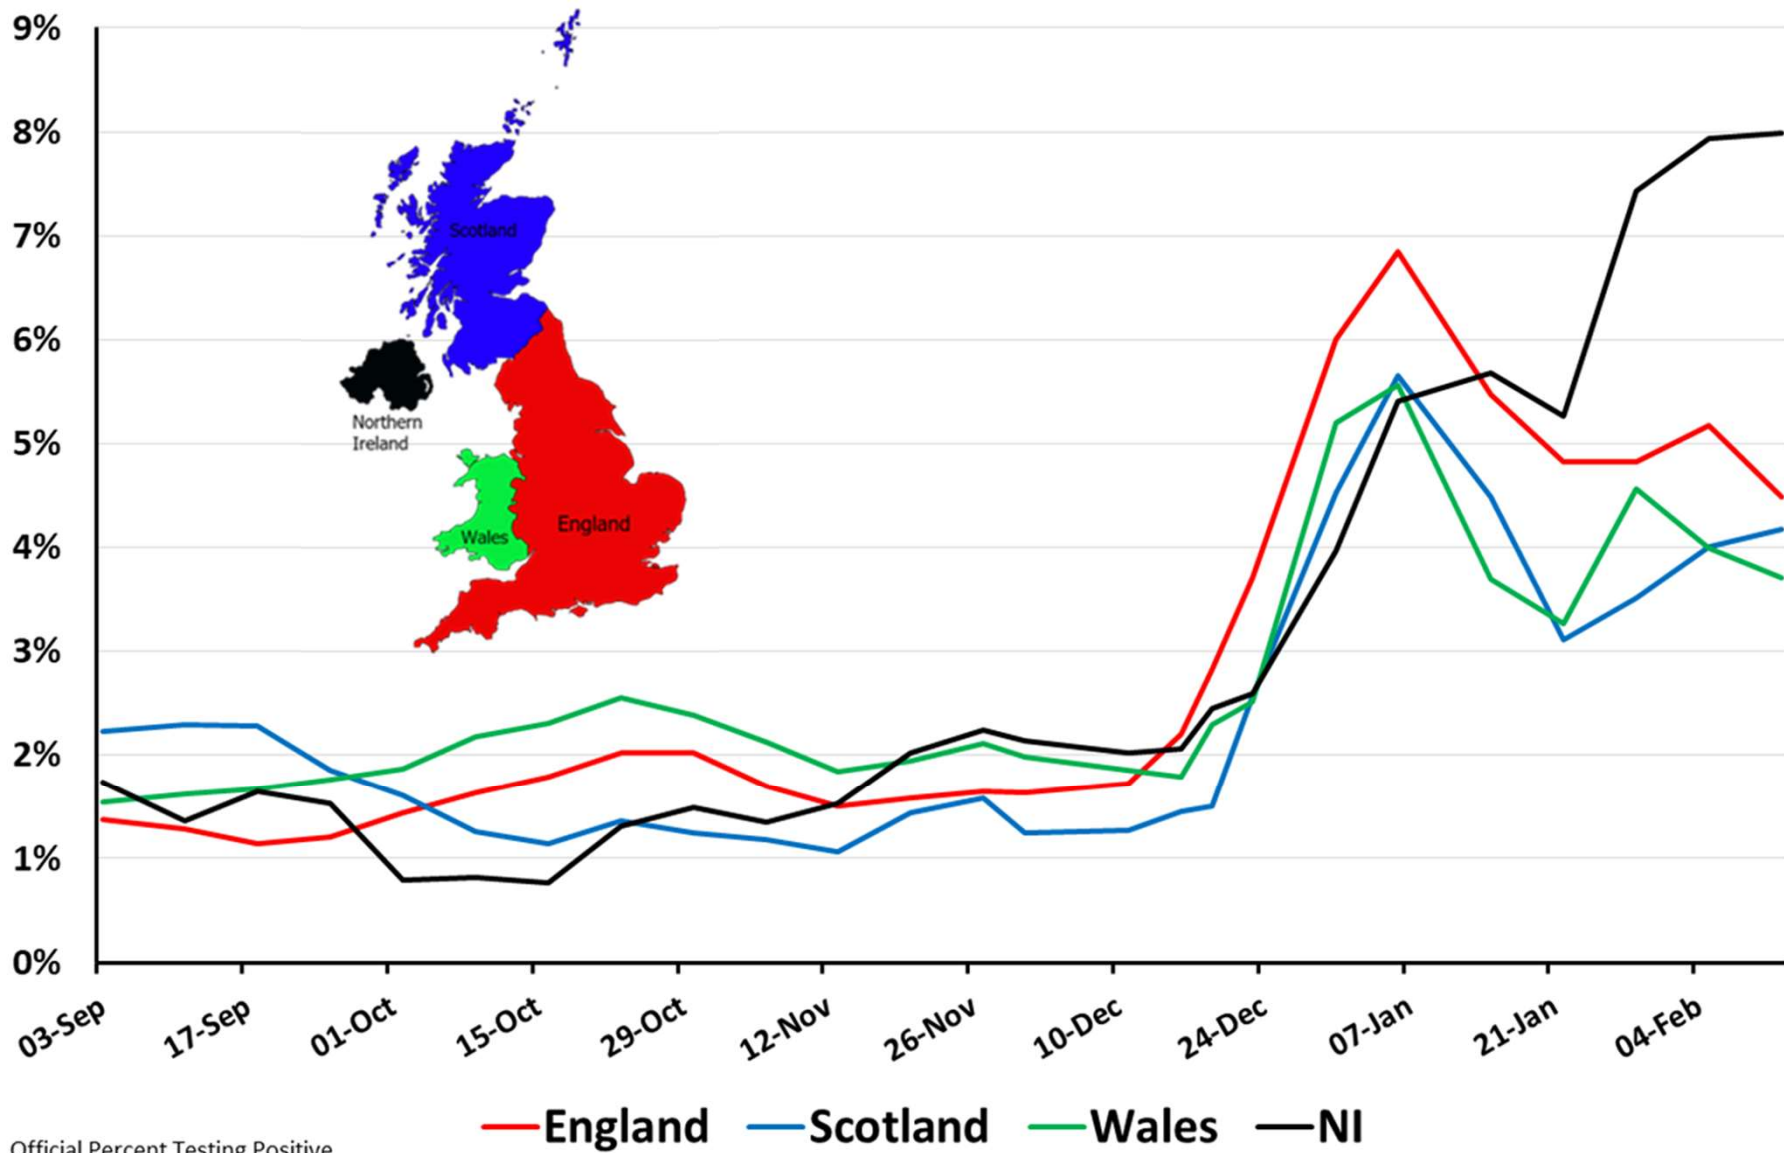 9%
8%
7%
6%
5%
4%
3%
2%
1%
0%
Scotland
Northern
Ireland
Wales
England
03-Sep 17-Sep 01-Oct 15-Oct 29-Oct 12-Nov 26-Nov 10-Dec 24-Dec 07-Jan 21-Jan 04-Feb
England Scotland Wales NI
Official Percent Testing Positive